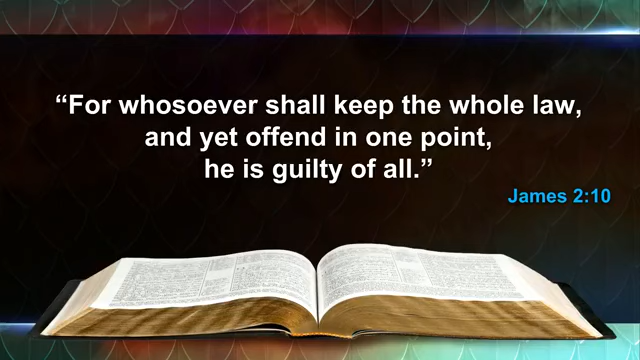 “For whosoever shall keep the whole law,
and yet offend in one point,
he is guilty of all.”
James 2:10